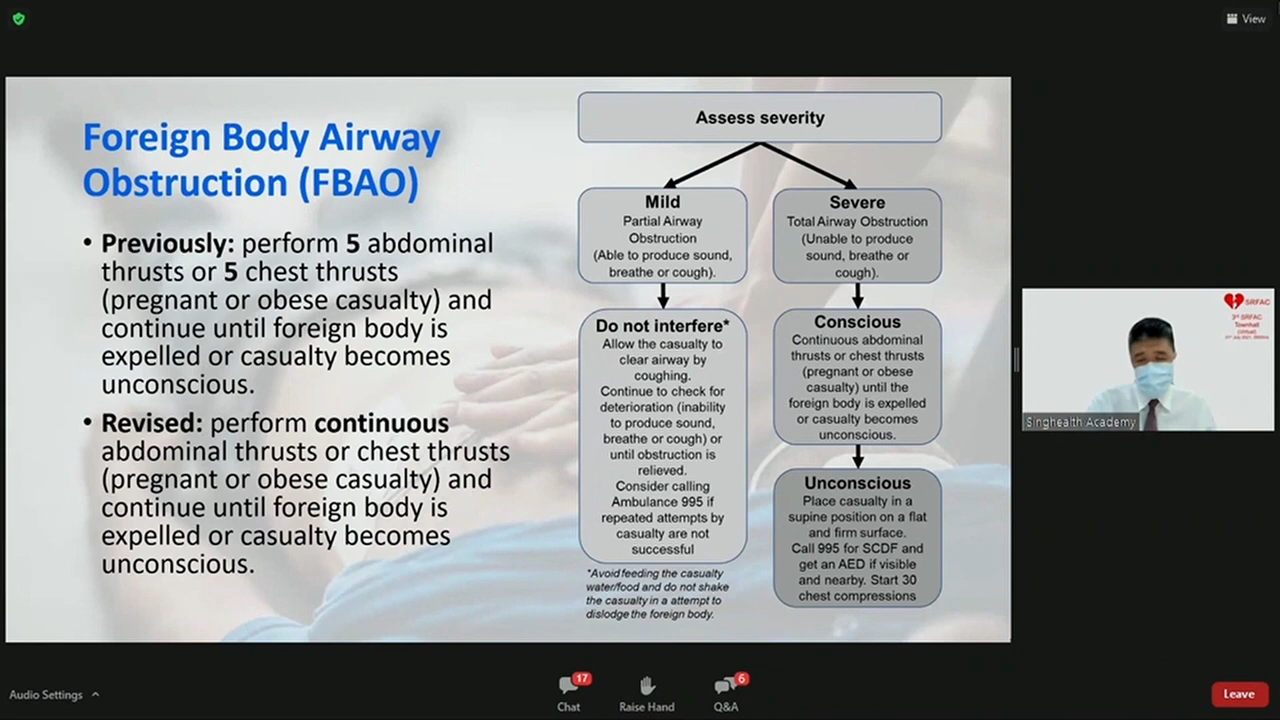 View
Foreign Body Airway
Obstruction (FBAO)
• Previously: perform 5 abdominal
thrusts or 5 chest thrusts
(pregnant or obese casualty) and
continue until foreign body is
expelled or casualty becomes
unconscious.
• Revised: perform continuous
abdominal thrusts or chest thrusts
(pregnant or obese casualty) and
continue until foreign body is
expelled or casualty becomes
unconscious.
Assess severity
Mild
Partial Airway
Obstruction
(Able to produce sound,
breathe or cough).
Severe
Total Airway Obstruction
(Unable to produce
sound, breathe or
cough).
Do not interfere*
Allow the casualty to
clear airway by
coughing.
Continue to check for
deterioration (inability
to produce sound,
breathe or cough) or
until obstruction is
relieved.
Consider calling
Ambulance 995 if
repeated attempts by
casualty are not
successful
*Avoid feeding the casualty
water/food and do not shake
the casualty in a attempt to
dislodge the foreign body.
Conscious
Continuous abdominal
thrusts or chest thrusts
(pregnant or obese
casualty) until the
foreign body is expelled
or casualty becomes
unconscious.
Unconscious
Place casualty in a
supine position on a flat
and firm surface.
Call 995 for SCDF and
get an AED if visible
and nearby. Start 30
chest compressions
SRFAC
3rd SRFAC
Townhall
(Virtual)
Singhealth Academy
Audio Settings
17
Chat
Raise Hand
6
Q&A
Leave